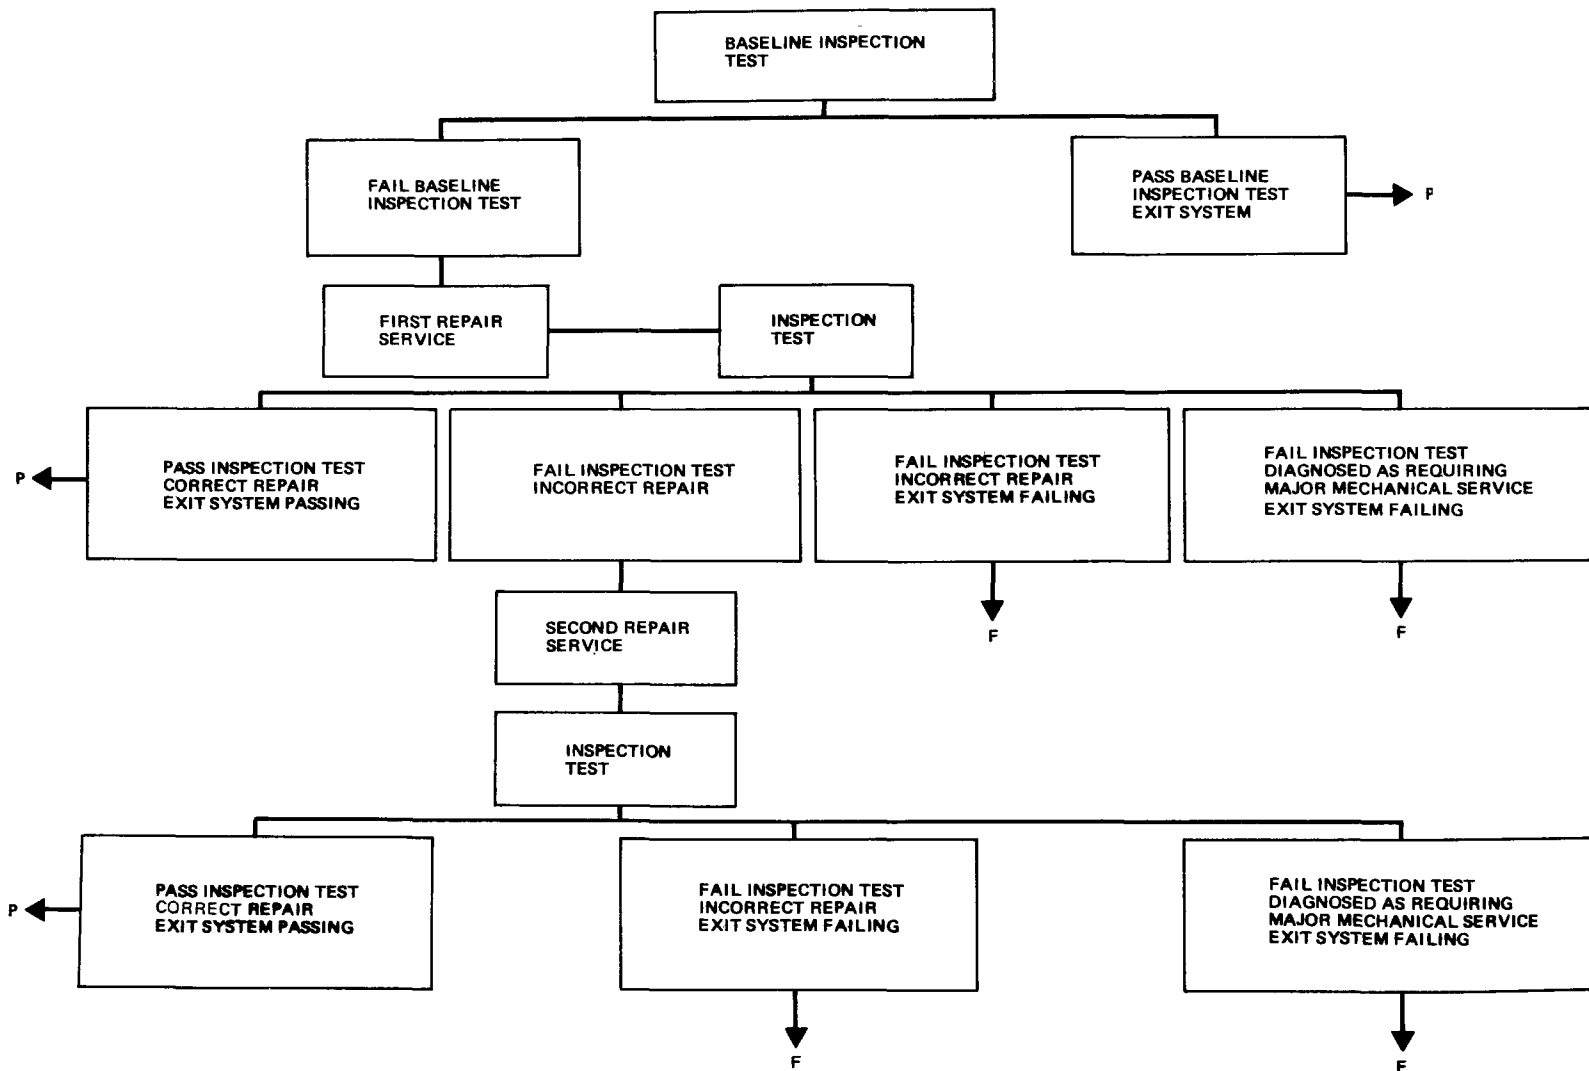 BASELINE INSPECTION
TEST
FAIL BASELINE
INSPECTION TEST
PASS BASELINE
INSPECTION TEST
EXIT SYSTEM
P
FIRST REPAIR
SERVICE
INSPECTION
TEST
P
PASS INSPECTION TEST
CORRECT REPAIR
EXIT SYSTEM PASSING
FAIL INSPECTION TEST
INCORRECT REPAIR
FAIL INSPECTION TEST
INCORRECT REPAIR
EXIT SYSTEM FAILING
FAIL INSPECTION TEST
DIAGNOSED AS REQUIRING
MAJOR MECHANICAL SERVICE
EXIT SYSTEM FAILING
F
F
SECOND REPAIR
SERVICE
INSPECTION
TEST
P
PASS INSPECTION TEST
CORRECT REPAIR
EXIT SYSTEM PASSING
FAIL INSPECTION TEST
INCORRECT REPAIR
EXIT SYSTEM FAILING
FAIL INSPECTION TEST
DIAGNOSED AS REQUIRING
MAJOR MECHANICAL SERVICE
EXIT SYSTEM FAILING
F
F